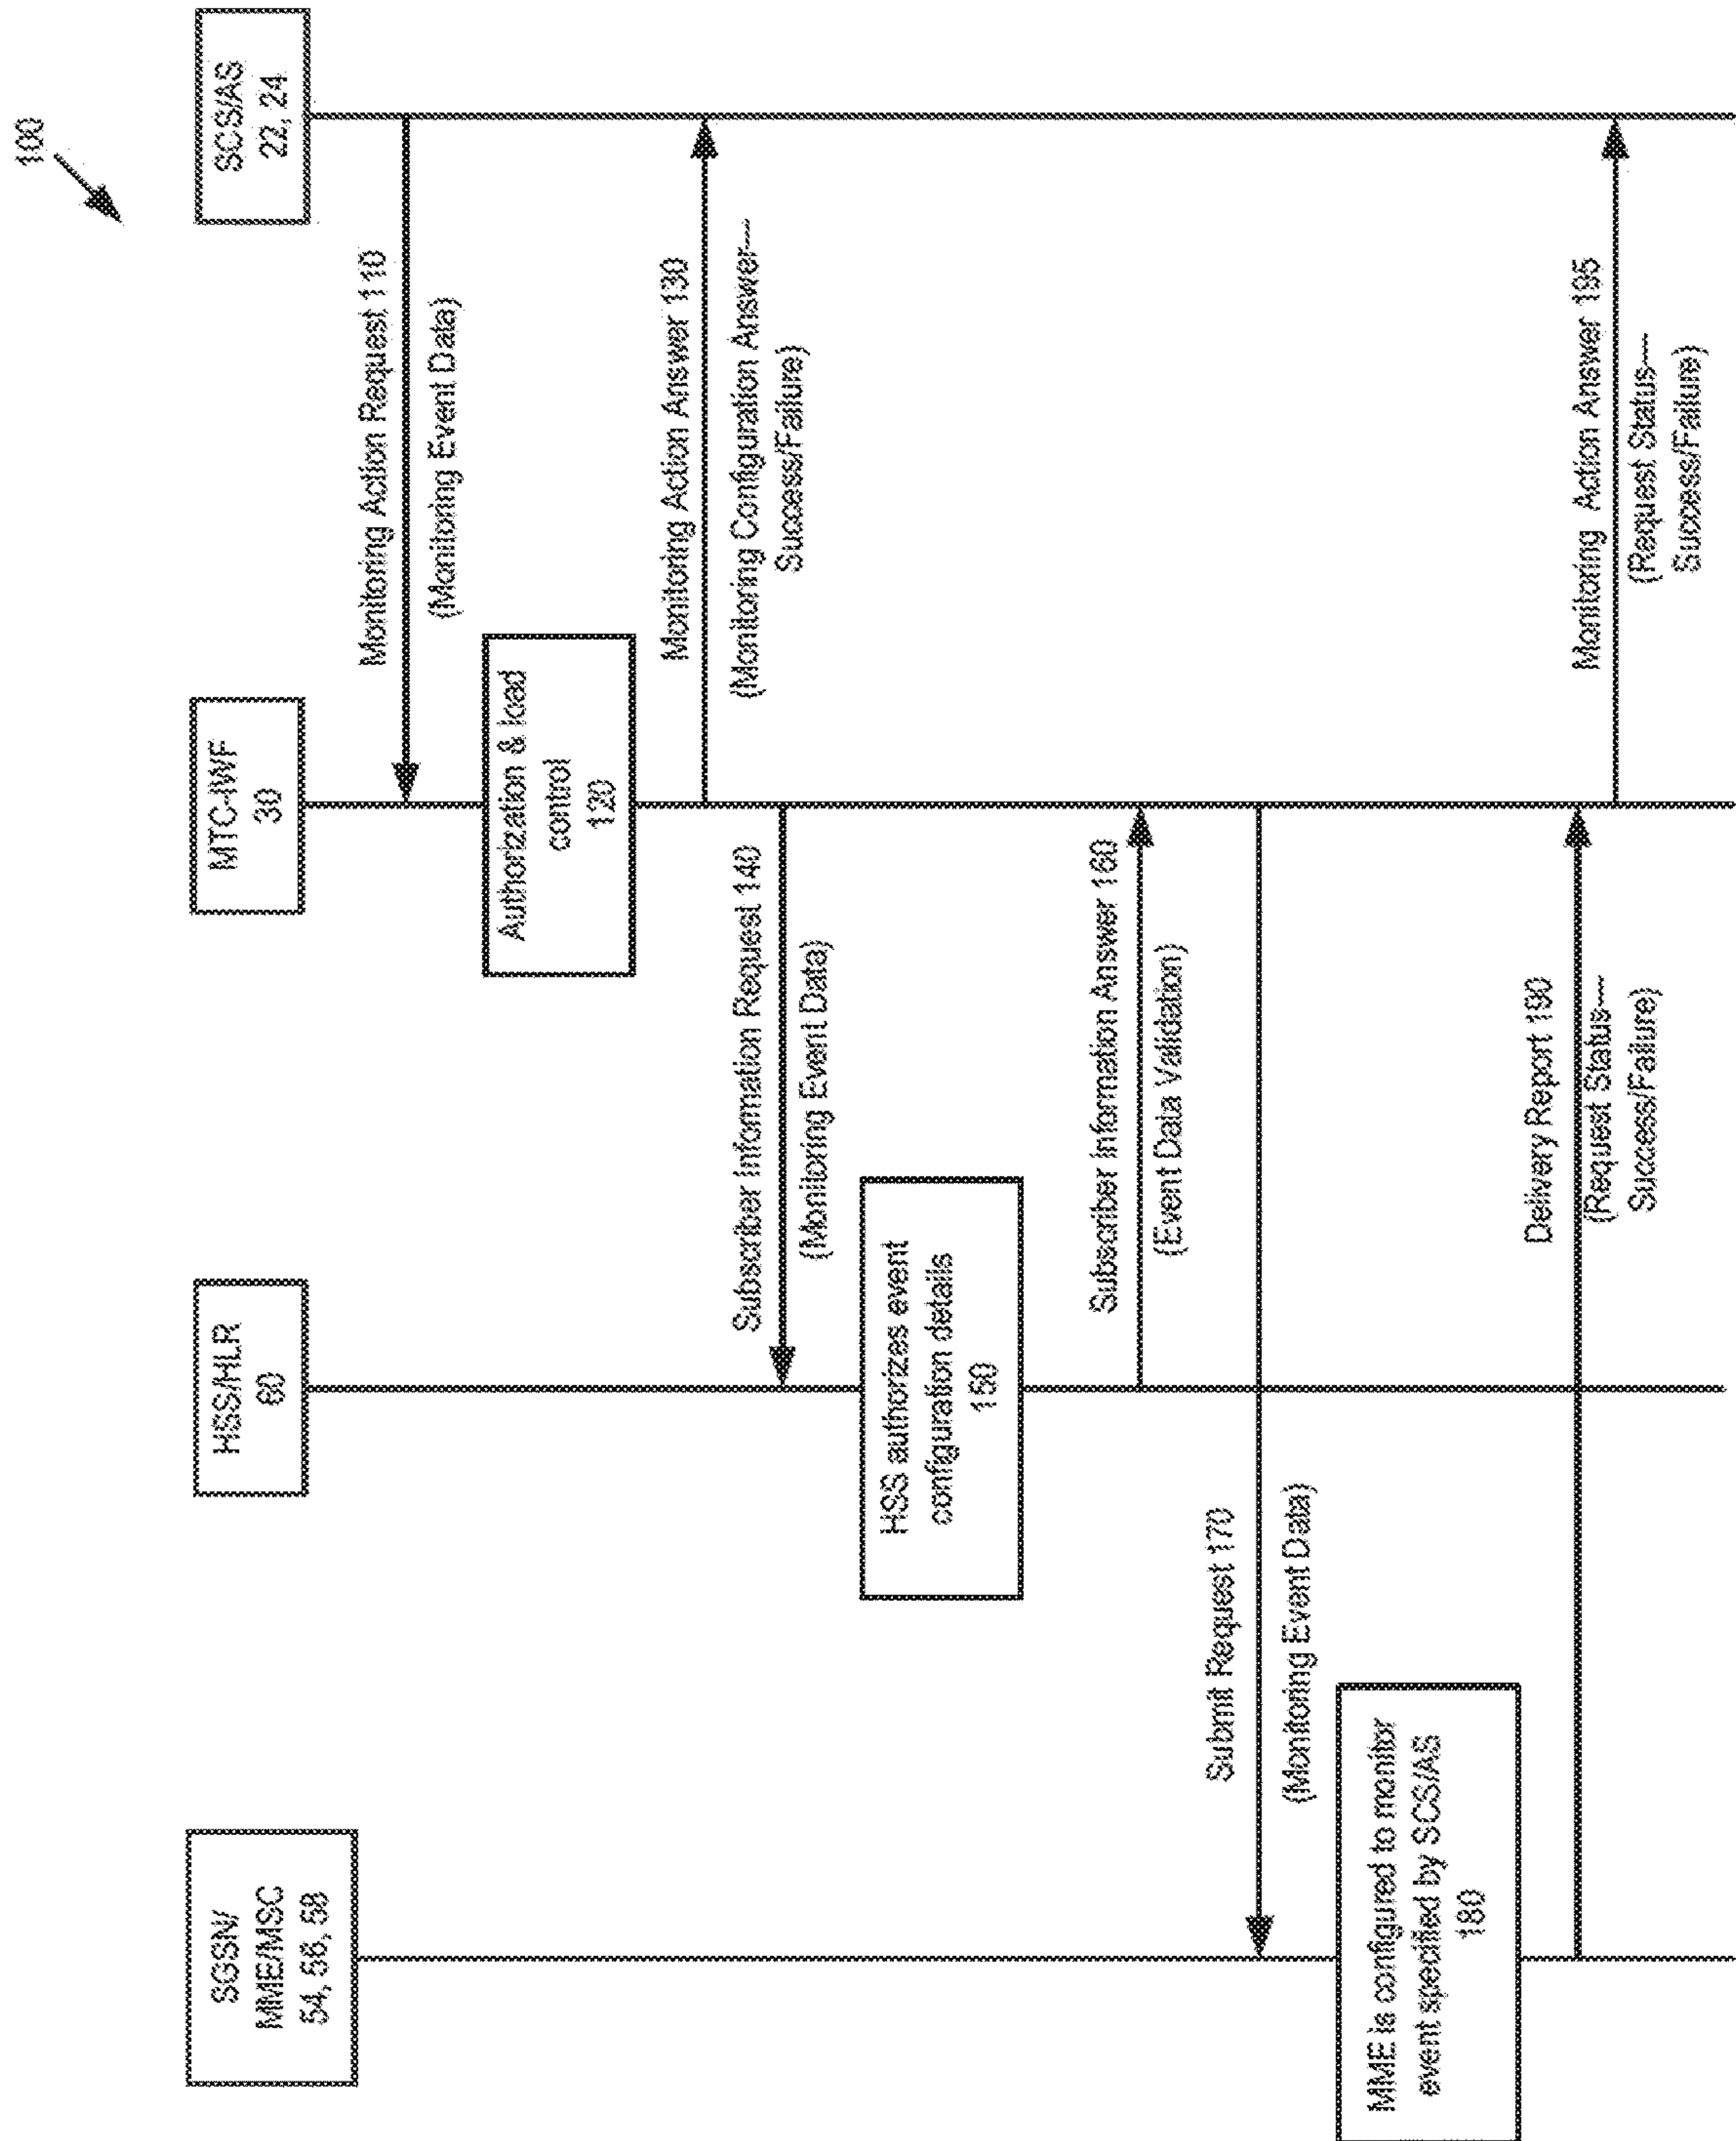 100
SGSN/
MME/MSC
54, 56, 58
HSS/HLR
60
MTC-IWF
30
SCS/AS
22, 24
Monitoring Action Request 110
(Monitoring Event Data)
Authorization & load
control
120
Monitoring Action Answer 130
(Monitoring Configuration Answer—
Success/Failure)
Subscriber Information Request 140
(Monitoring Event Data)
HSS authorizes event
configuration details
150
Subscriber Information Answer 160
(Event Data Validation)
Submit Request 170
(Monitoring Event Data)
MME is configured to monitor
event specified by SCS/AS
180
Delivery Report 190
(Request Status—
Success/Failure)
Monitoring Action Answer 195
(Request Status—
Success/Failure)